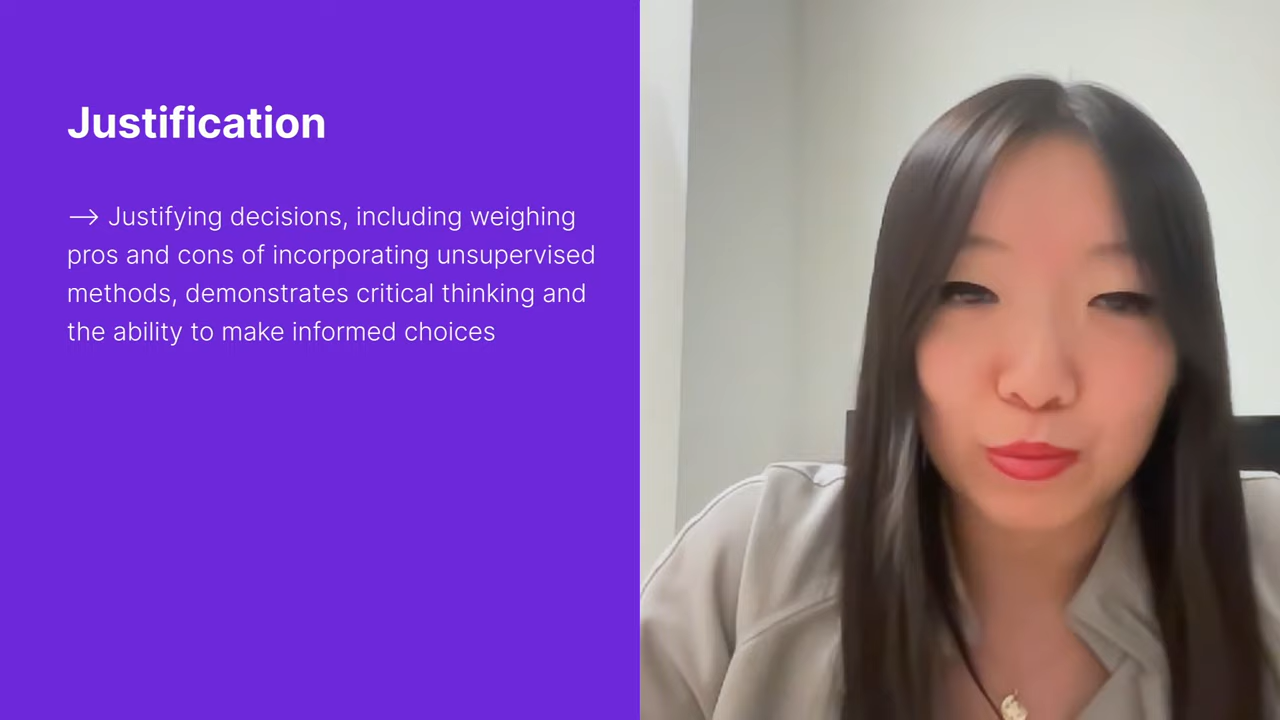 Justification
→ Justifying decisions, including weighing
pros and cons of incorporating unsupervised
methods, demonstrates critical thinking and
the ability to make informed choices